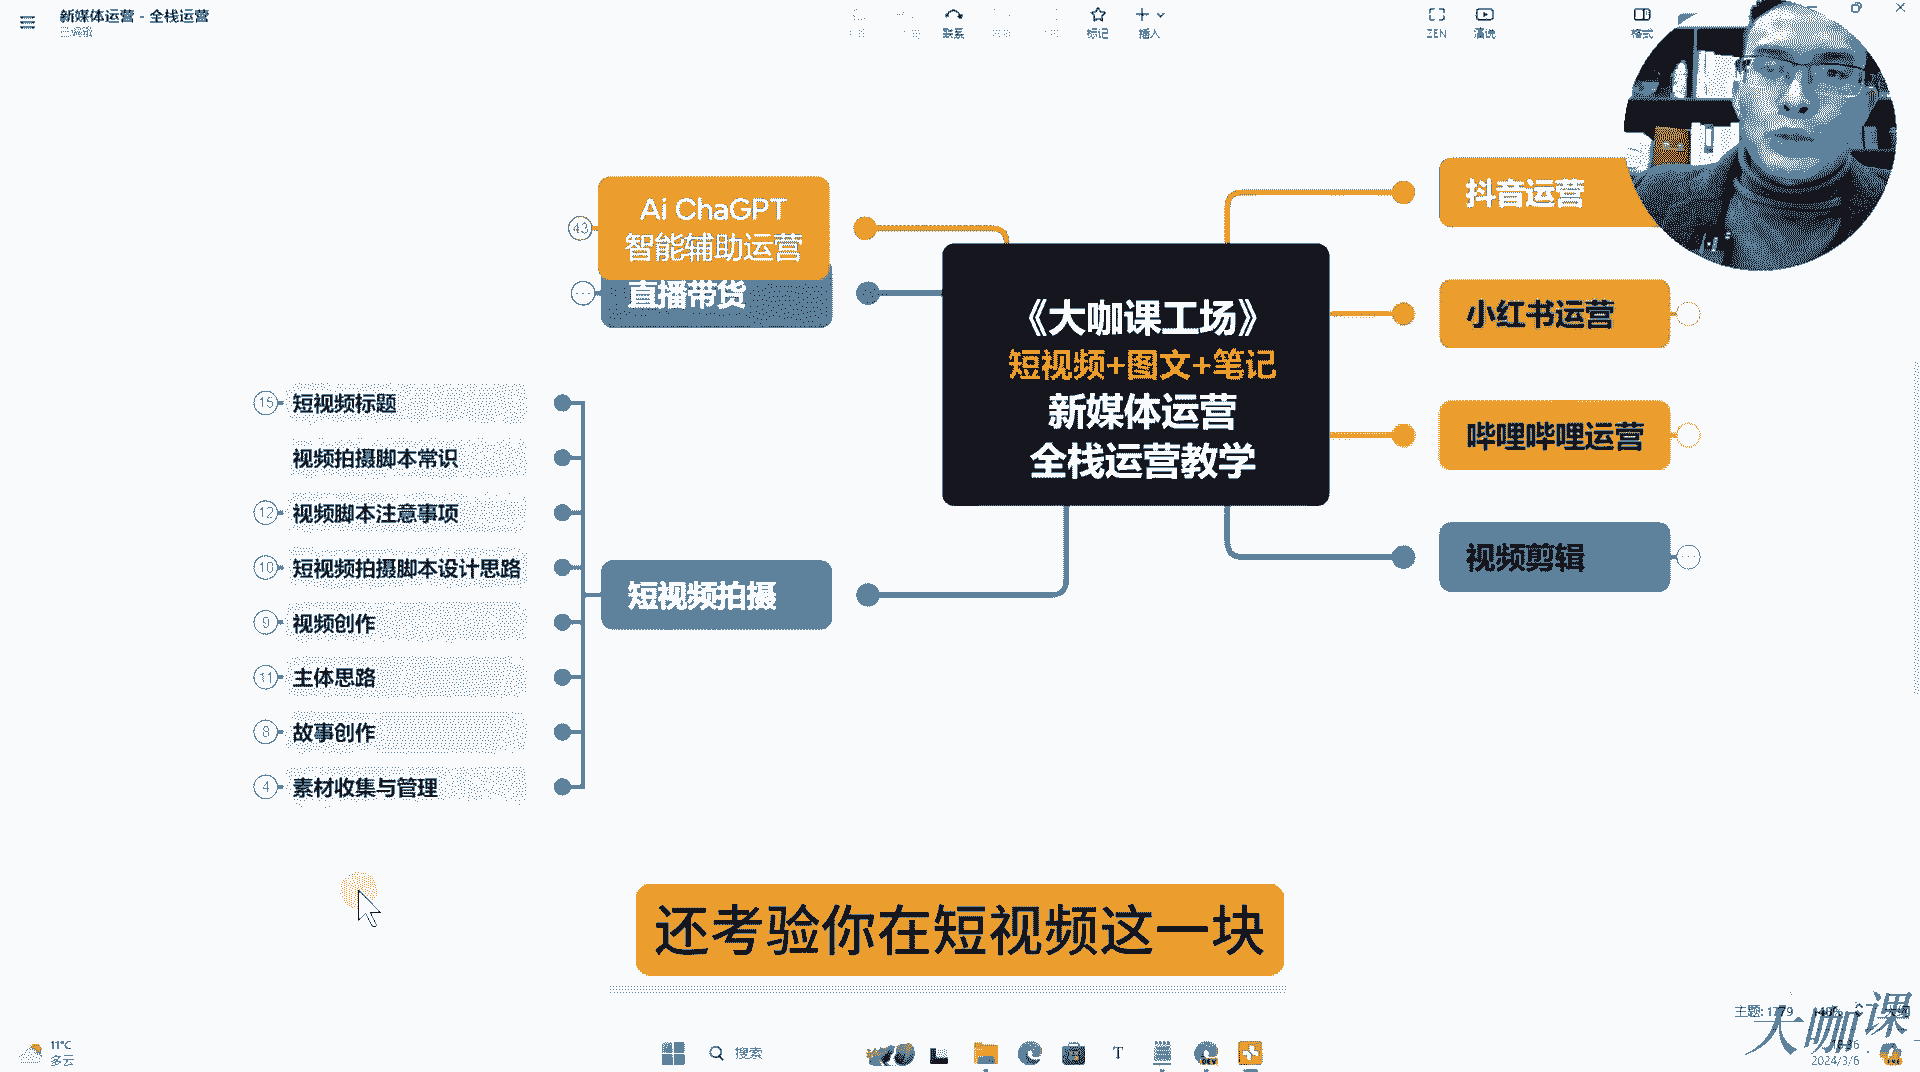 新媒体运营 - 全栈运营
已编辑
联系
标记
插入
ZEN
演说
格式
Ai ChaGPT
智能辅助运营
43
直播带货
《大咖课工场》
短视频+图文+笔记
新媒体运营
全栈运营教学
抖音运营
小红书运营
哔哩哔哩运营
视频剪辑
短视频拍摄
15
短视频标题
视频拍摄脚本常识
12
视频脚本注意事项
10
短视频拍摄脚本设计思路
9
视频创作
11
主体思路
8
故事创作
4
素材收集与管理
还考验你在短视频这一块
主题: 1779
大咖课
11°C
多云
搜索
2024/3/6